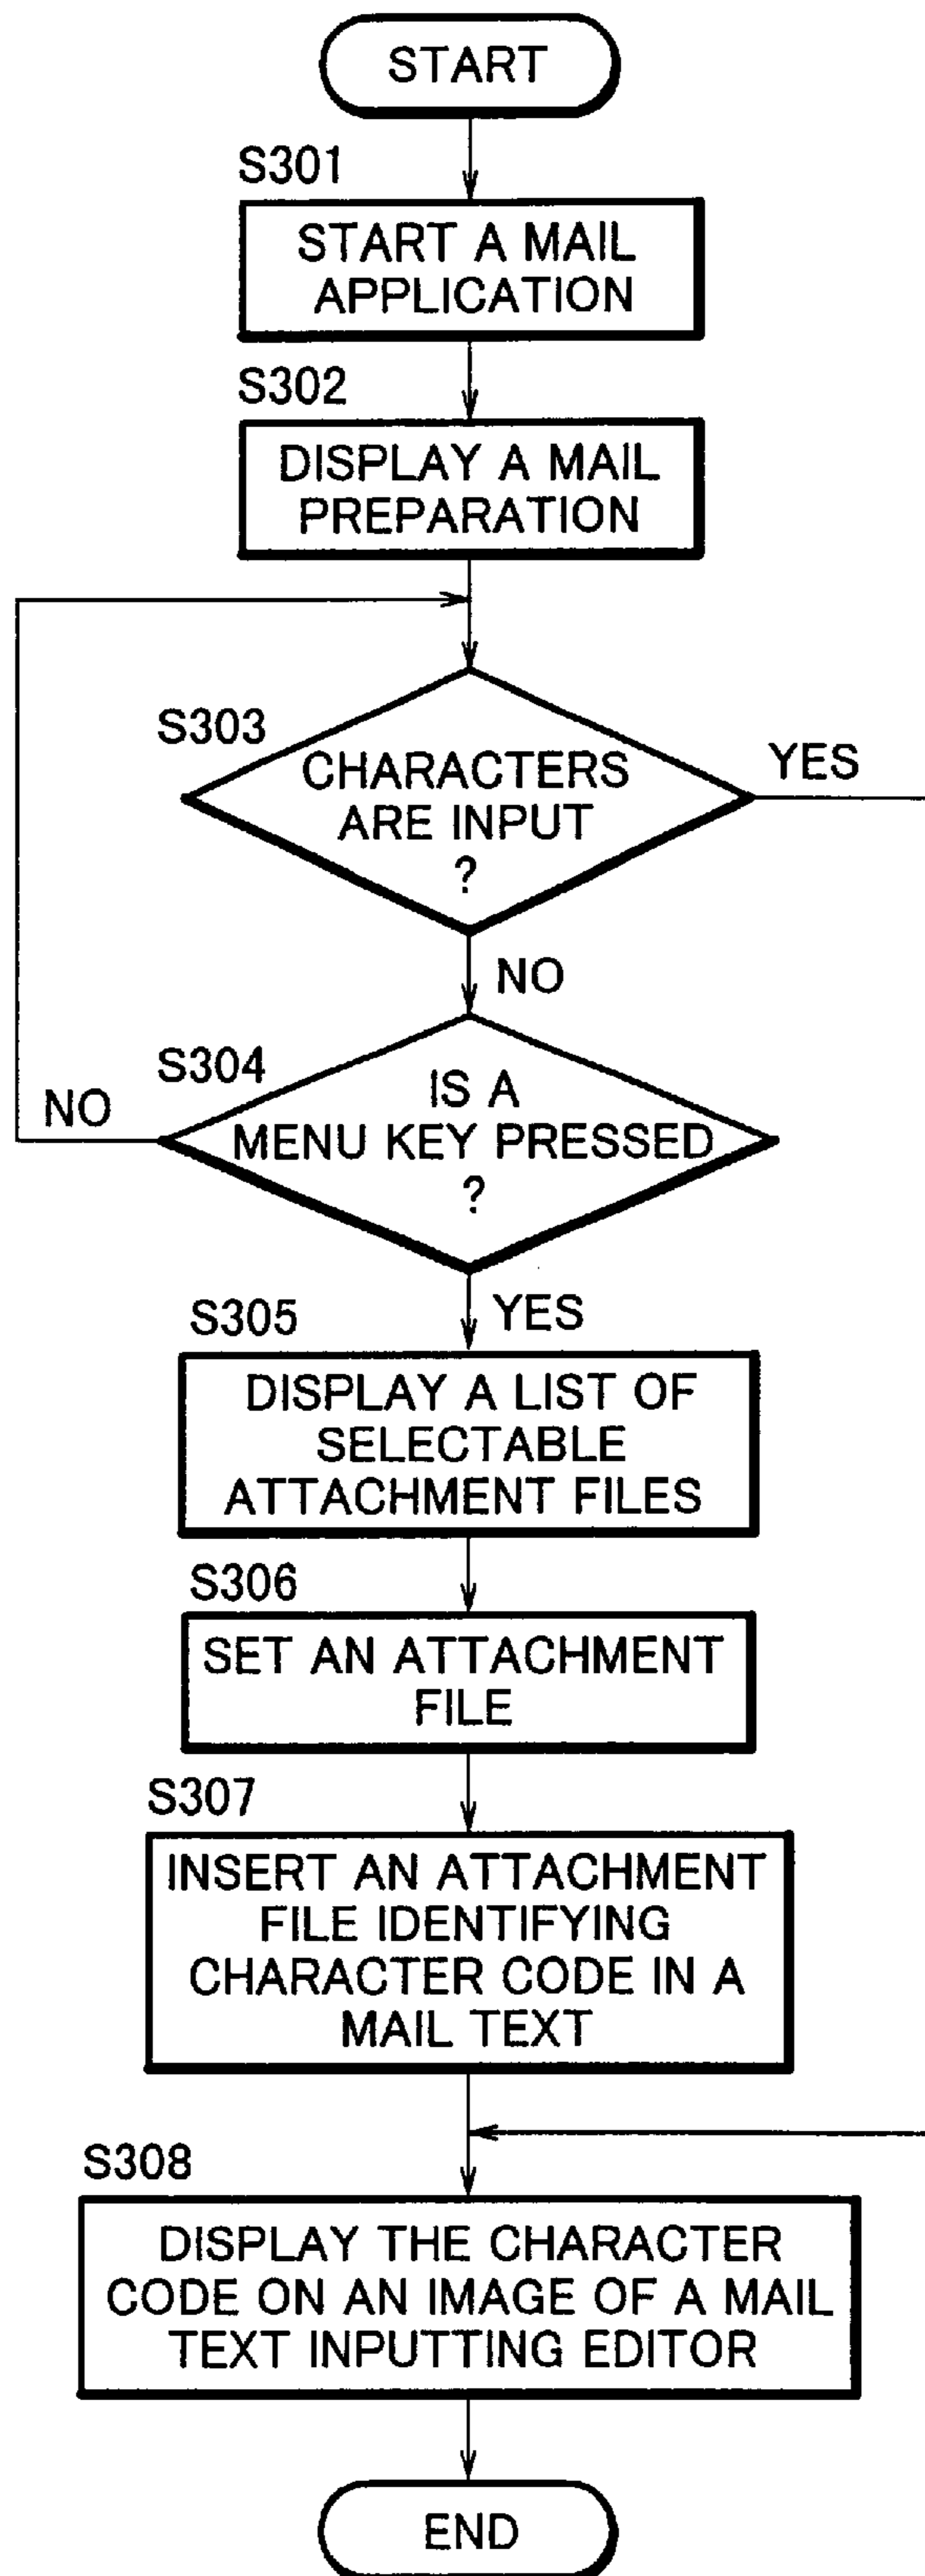 START
S301
START A MAIL
APPLICATION
S302
DISPLAY A MAIL
PREPARATION
S303
CHARACTERS
ARE INPUT
?
YES
NO
S304
IS A
MENU KEY PRESSED
?
NO
YES
S305
DISPLAY A LIST OF
SELECTABLE
ATTACHMENT FILES
S306
SET AN ATTACHMENT
FILE
S307
INSERT AN ATTACHMENT
FILE IDENTIFYING
CHARACTER CODE IN A
MAIL TEXT
S308
DISPLAY THE CHARACTER
CODE ON AN IMAGE OF A MAIL
TEXT INPUTTING EDITOR
END